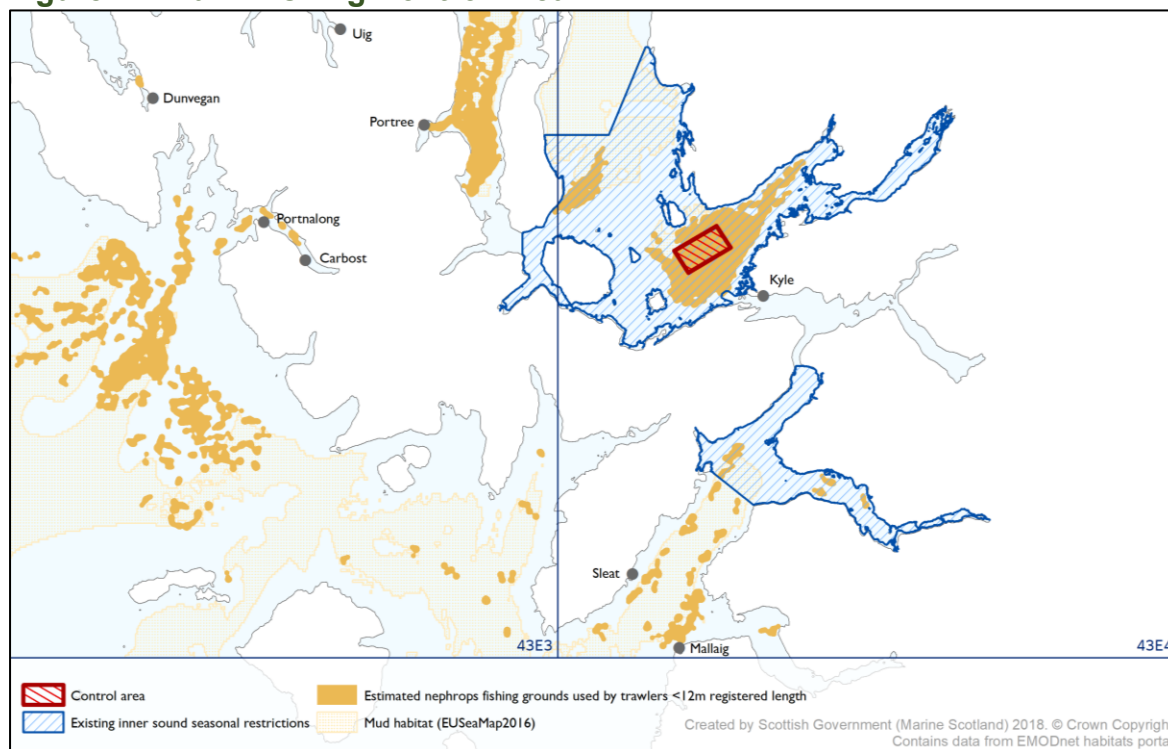 Uig
Dunvegan
Portree
Portnalong
Carbost
Kyle
Sleat
43E3
Mallaig
43E4
Control area
Estimated nephrops fishing grounds used by trawlers <12m registered length
Existing inner sound seasonal restrictions
Mud habitat (EUSeaMap2016)
Created by Scottish Government (Marine Scotland) 2018. © Crown Copyrigh
Contains data from EMODnet habitats porta